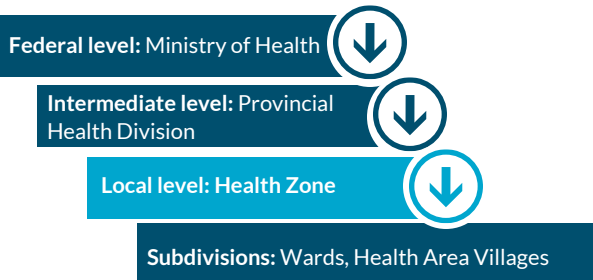 Federal level: Ministry of Health
Intermediate level: Provincial
Health Division
Local level: Health Zone
Subdivisions: Wards, Health Area Villages